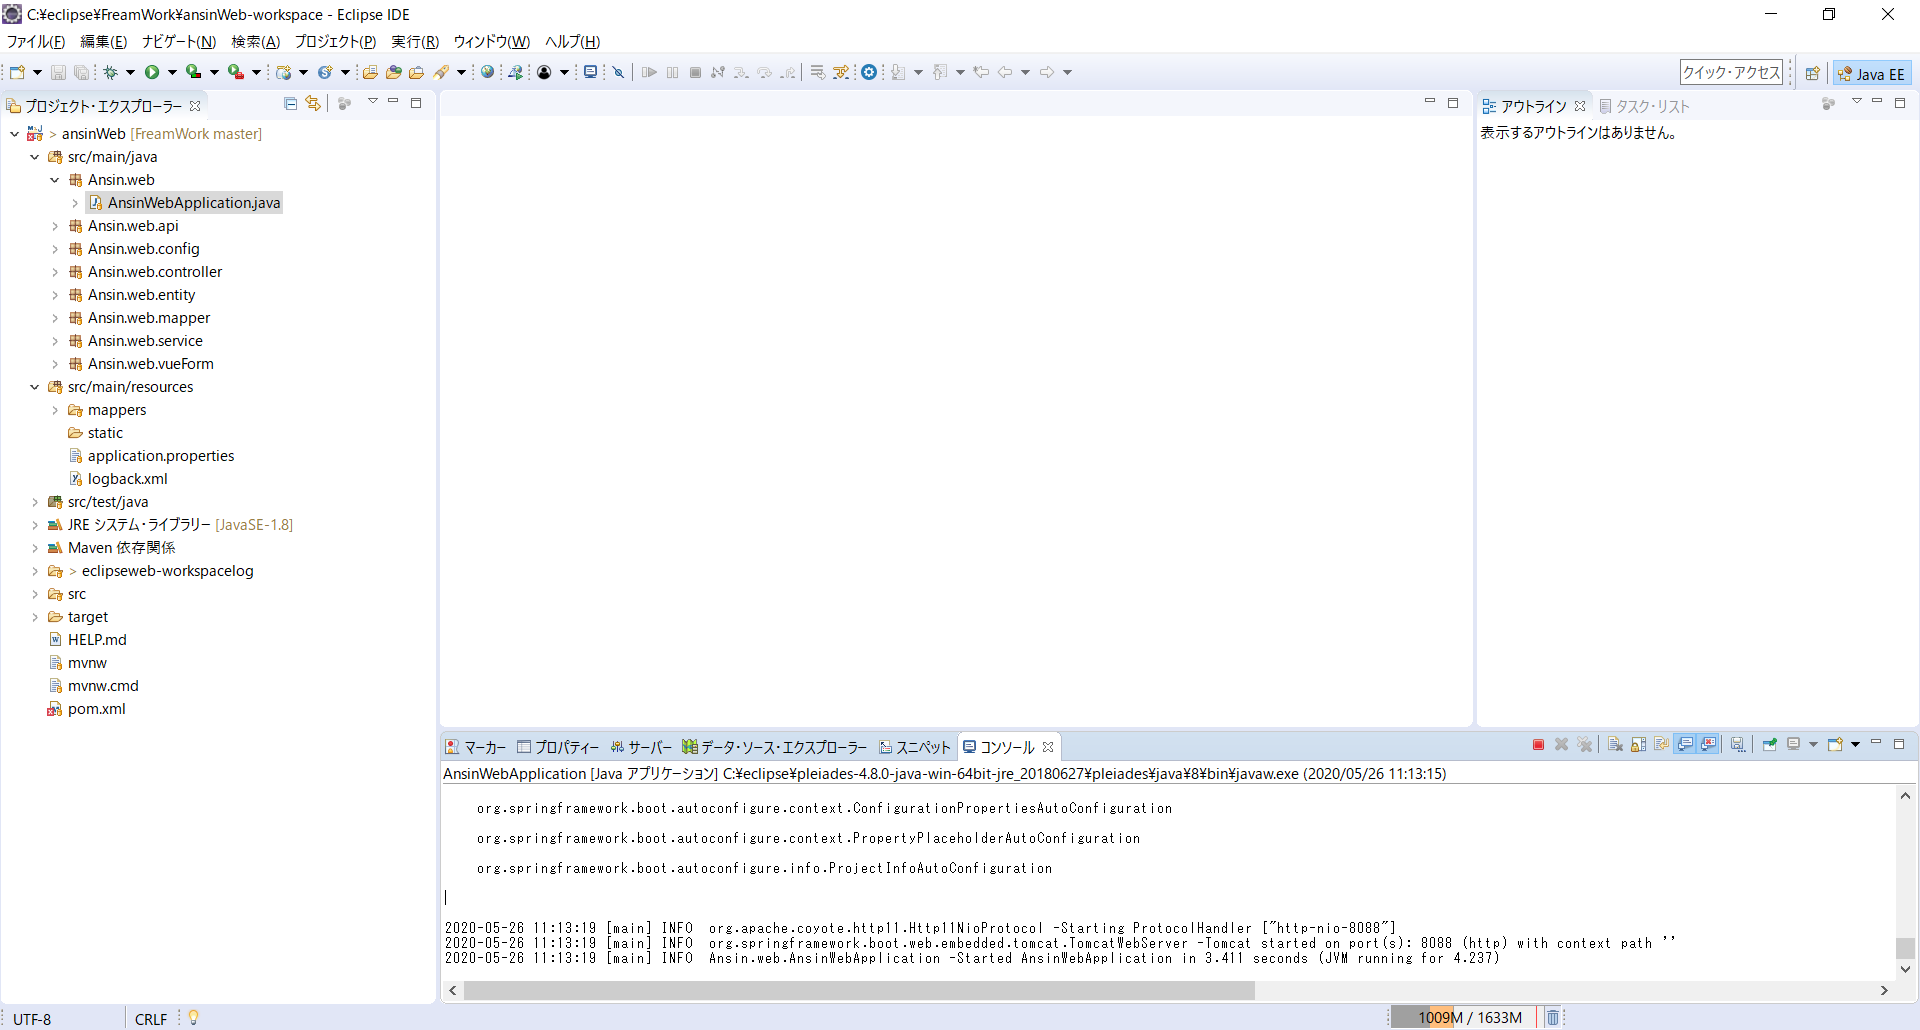 C:¥eclipse¥FreamWork¥ansinWeb-workspace - Eclipse IDE
ファイル(F) 編集(E) ナビゲート(N) 検索(A) プロジェクト(P) 実行(R) ウィンドウ(W) ヘルプ(H)
クイック・アクセス
Java EE
プロジェクト・エクスプローラー
> ansinWeb [FreamWork master]
src/main/java
Ansin.web
AnsinWebApplication.java
Ansin.web.api
Ansin.web.config
Ansin.web.controller
Ansin.web.entity
Ansin.web.mapper
Ansin.web.service
Ansin.web.vueForm
src/main/resources
mappers
static
application.properties
logback.xml
src/test/java
JRE システム・ライブラリー [JavaSE-1.8]
Maven 依存関係
> eclipseweb-workspacelog
src
target
HELP.md
mvnw
mvnw.cmd
pom.xml
アウトライン タスク・リスト
表示するアウトラインはありません。
マーカー プロパティー サーバー データ・ソース・エクスプローラー スニペット コンソール
AnsinWebApplication [Java アプリケーション] C:¥eclipse¥pleiades-4.8.0-java-win-64bit-jre_20180627¥pleiades¥java¥8¥bin¥javaw.exe (2020/05/26 11:13:15)
org.springframework.boot.autoconfigure.context.ConfigurationPropertiesAutoConfiguration
org.springframework.boot.autoconfigure.context.PropertyPlaceholderAutoConfiguration
org.springframework.boot.autoconfigure.info.ProjectInfoAutoConfiguration
2020-05-26 11:13:19 [main] INFO  org.apache.coyote.http11.Http11NioProtocol -Starting ProtocolHandler ["http-nio-8088"]
2020-05-26 11:13:19 [main] INFO  org.springframework.boot.web.embedded.tomcat.TomcatWebServer -Tomcat started on port(s): 8088 (http) with context path ''
2020-05-26 11:13:19 [main] INFO  Ansin.web.AnsinWebApplication -Started AnsinWebApplication in 3.411 seconds (JVM running for 4.237)
UTF-8
CRLF
1009M / 1633M